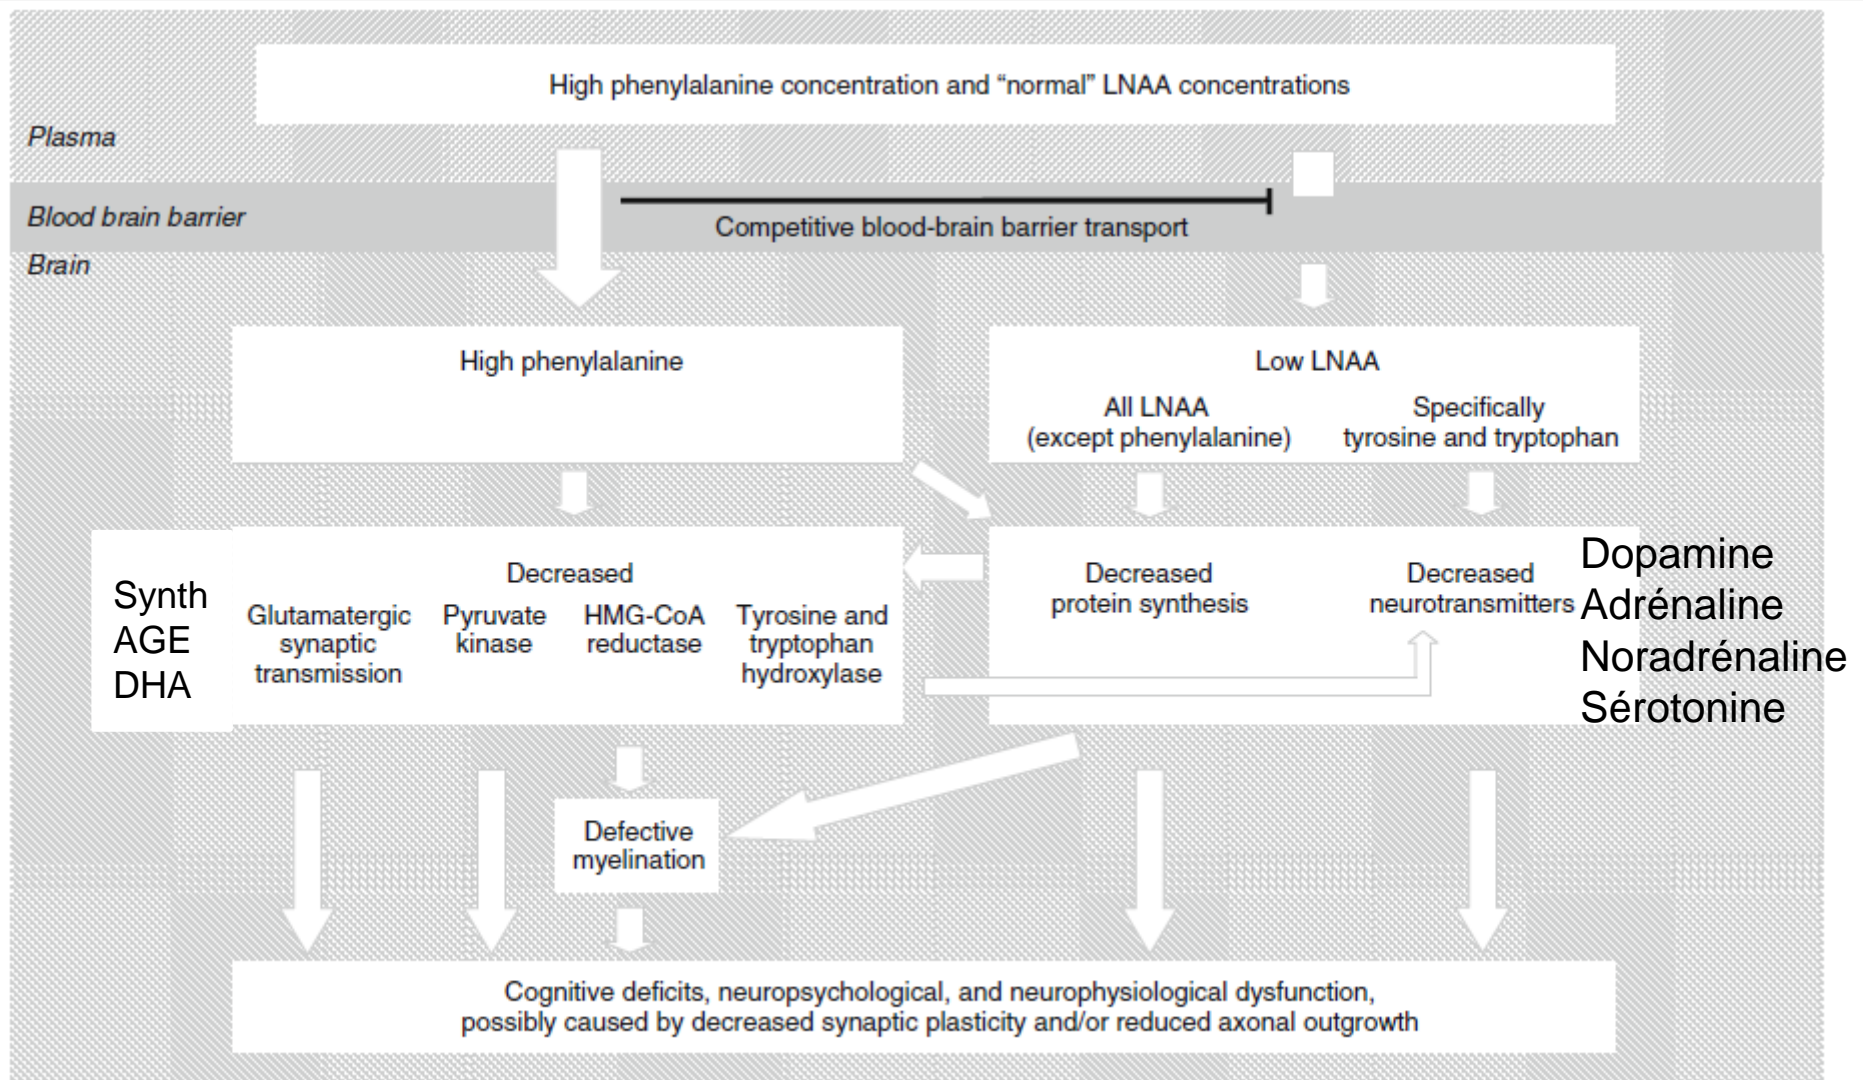 High phenylalanine concentration and “normal” LNAA concentrations
Plasma
Blood brain barrier
Competitive blood-brain barrier transport
Brain
High phenylalanine
Low LNAA
All LNAA
(except phenylalanine)
Specifically
tyrosine and tryptophan
Synth
AGE
DHA
Decreased
Glutamatergic
synaptic
transmission
Pyruvate
kinase
HMG-CoA
reductase
Tyrosine and
tryptophan
hydroxylase
Decreased
protein synthesis
Decreased
neurotransmitters
Dopamine
Adrénaline
Noradrénaline
Sérotonine
Defective
myelination
Cognitive deficits, neuropsychological, and neurophysiological dysfunction,
possibly caused by decreased synaptic plasticity and/or reduced axonal outgrowth